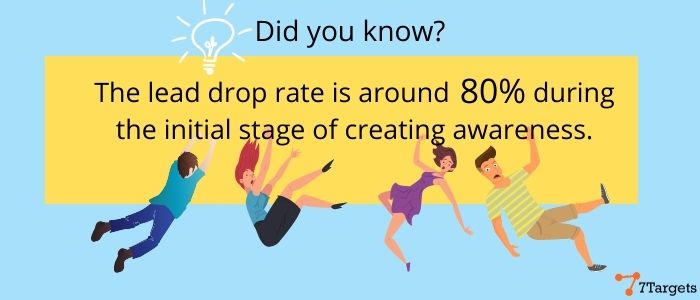 Did you know?
The lead drop rate is around 80% during
the initial stage of creating awareness.
7Targets